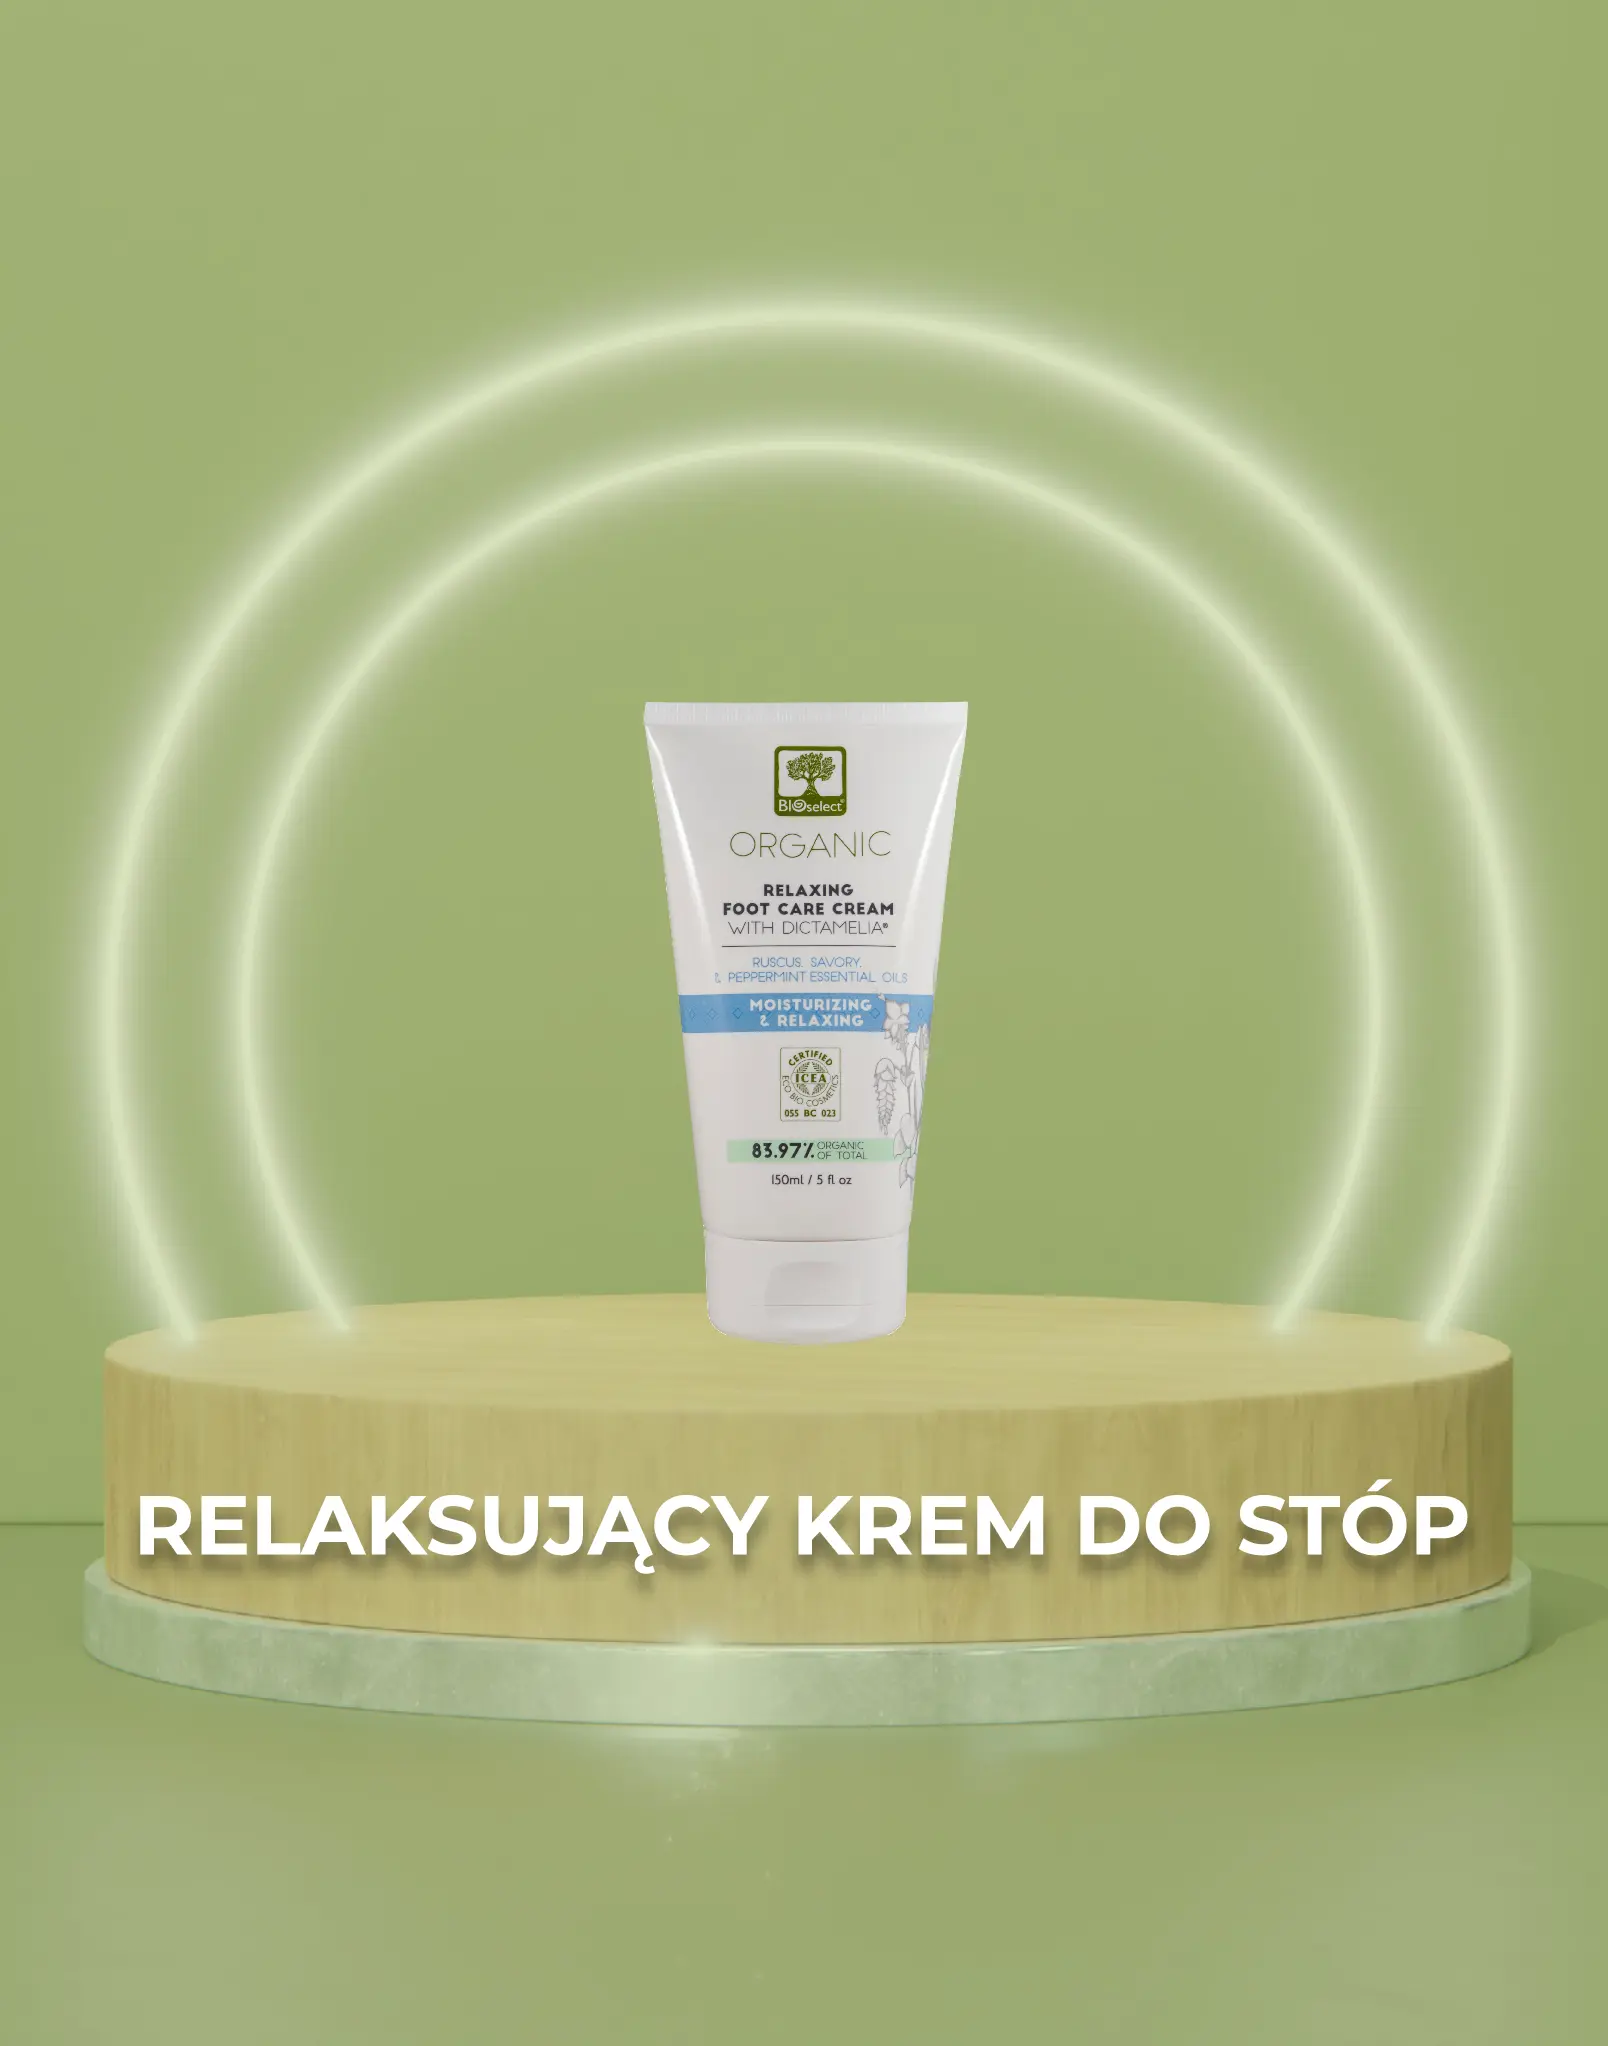 BIOselect®
ORGANIC
RELAXING
FOOT CARE CREAM
WITH DICTAMELIA®
RUSCUS, SAVORY,
& PEPPERMINT ESSENTIAL OILS
MOISTURIZING
& RELAXING
CERTIFIED
ICEA
ECO BIO COSMETICS
055 BC 023
83.97% ORGANIC
OF TOTAL
150ml / 5 fl oz
RELAKSUJĄCY KREM DO STÓP